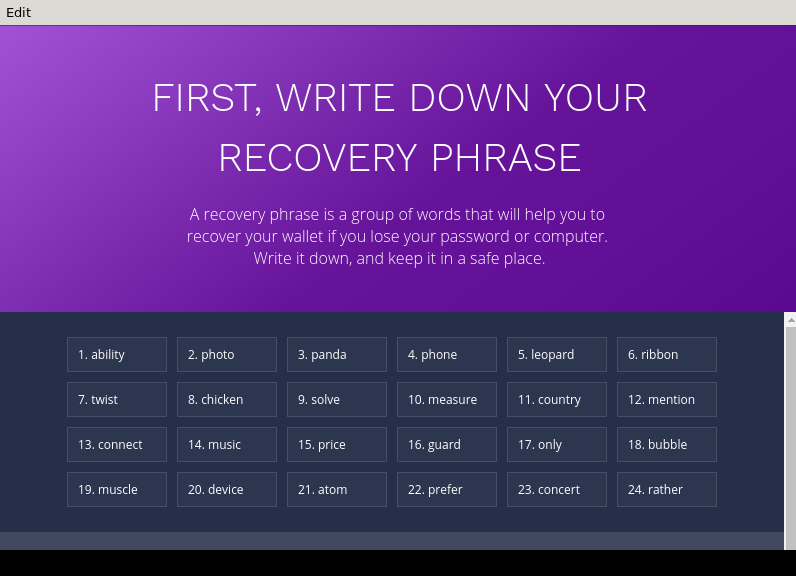 Edit
FIRST, WRITE DOWN YOUR
RECOVERY PHRASE
A recovery phrase is a group of words that will help you to
recover your wallet if you lose your password or computer.
Write it down, and keep it in a safe place.
1. ability 2. photo 3. panda 4. phone 5. leopard 6. ribbon
7. twist 8. chicken 9. solve 10. measure 11. country 12. mention
13. connect 14. music 15. price 16. guard 17. only 18. bubble
19. muscle 20. device 21. atom 22. prefer 23. concert 24. rather